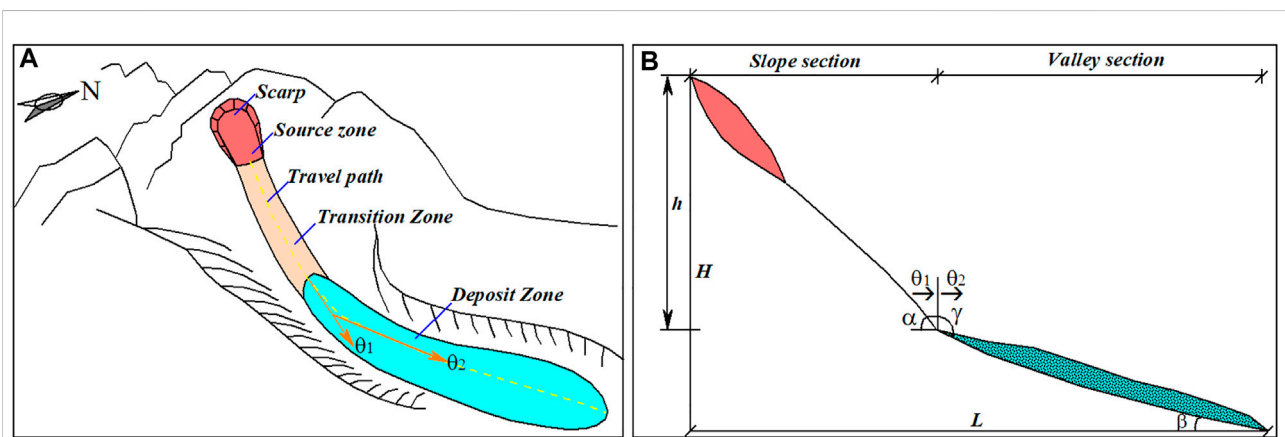 A
N
Scarp
Source zone
Travel path
Transition Zone
Deposit Zone
θ1
θ2
B
Slope section
Valley section
h
H
θ1 θ2
α γ
β
L